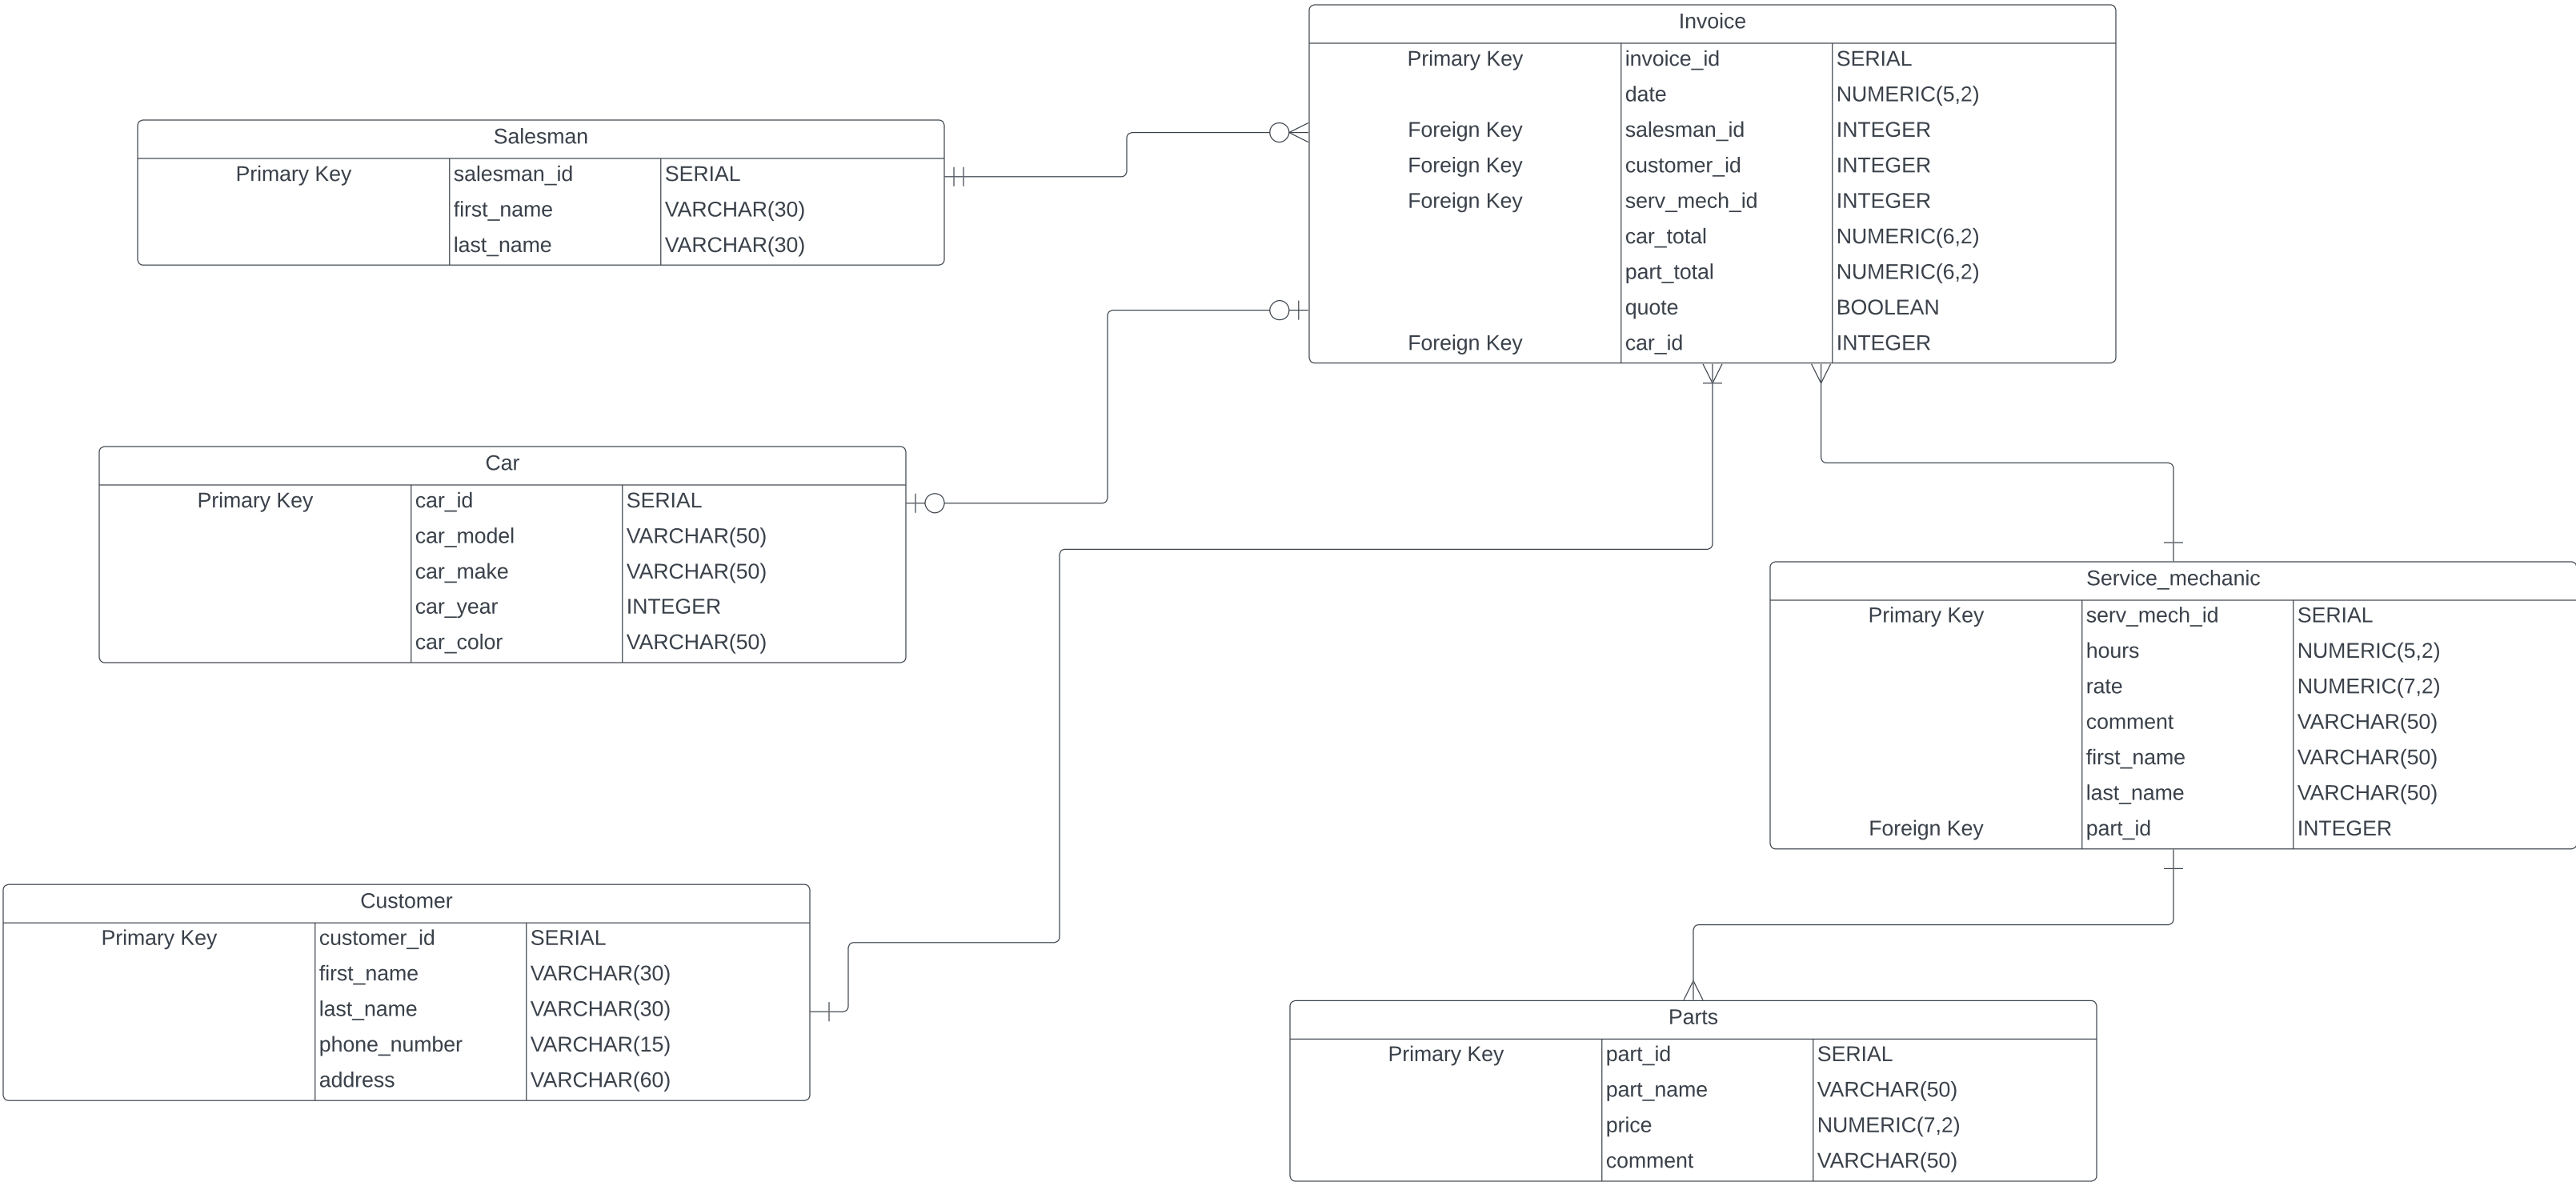 Invoice
Primary Key invoice_id SERIAL
date NUMERIC(5,2)
Foreign Key salesman_id INTEGER
Foreign Key customer_id INTEGER
Foreign Key serv_mech_id INTEGER
car_total NUMERIC(6,2)
part_total NUMERIC(6,2)
quote BOOLEAN
Foreign Key car_id INTEGER
Salesman
Primary Key salesman_id SERIAL
first_name VARCHAR(30)
last_name VARCHAR(30)
Car
Primary Key car_id SERIAL
car_model VARCHAR(50)
car_make VARCHAR(50)
car_year INTEGER
car_color VARCHAR(50)
Service_mechanic
Primary Key serv_mech_id SERIAL
hours NUMERIC(5,2)
rate NUMERIC(7,2)
comment VARCHAR(50)
first_name VARCHAR(50)
last_name VARCHAR(50)
Foreign Key part_id INTEGER
Customer
Primary Key customer_id SERIAL
first_name VARCHAR(30)
last_name VARCHAR(30)
phone_number VARCHAR(15)
address VARCHAR(60)
Parts
Primary Key part_id SERIAL
part_name VARCHAR(50)
price NUMERIC(7,2)
comment VARCHAR(50)